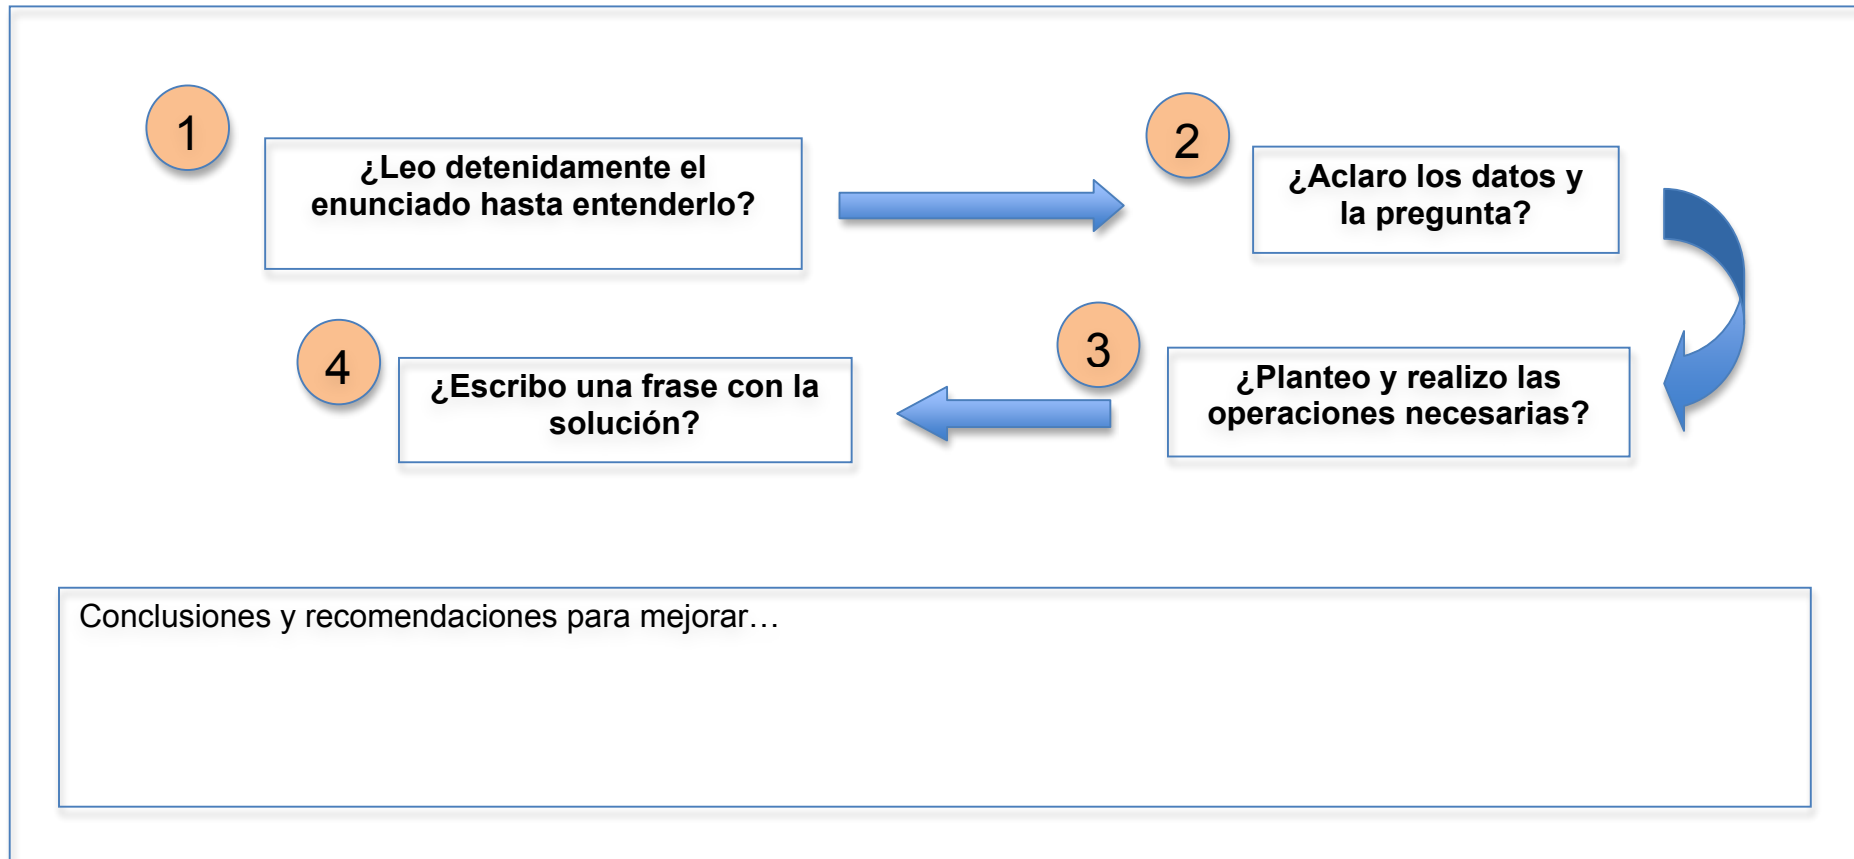 1
¿Leo detenidamente el
enunciado hasta entenderlo?
2
¿Aclaro los datos y
la pregunta?
3
¿Planteo y realizo las
operaciones necesarias?
4
¿Escribo una frase con la
solución?
Conclusiones y recomendaciones para mejorar…